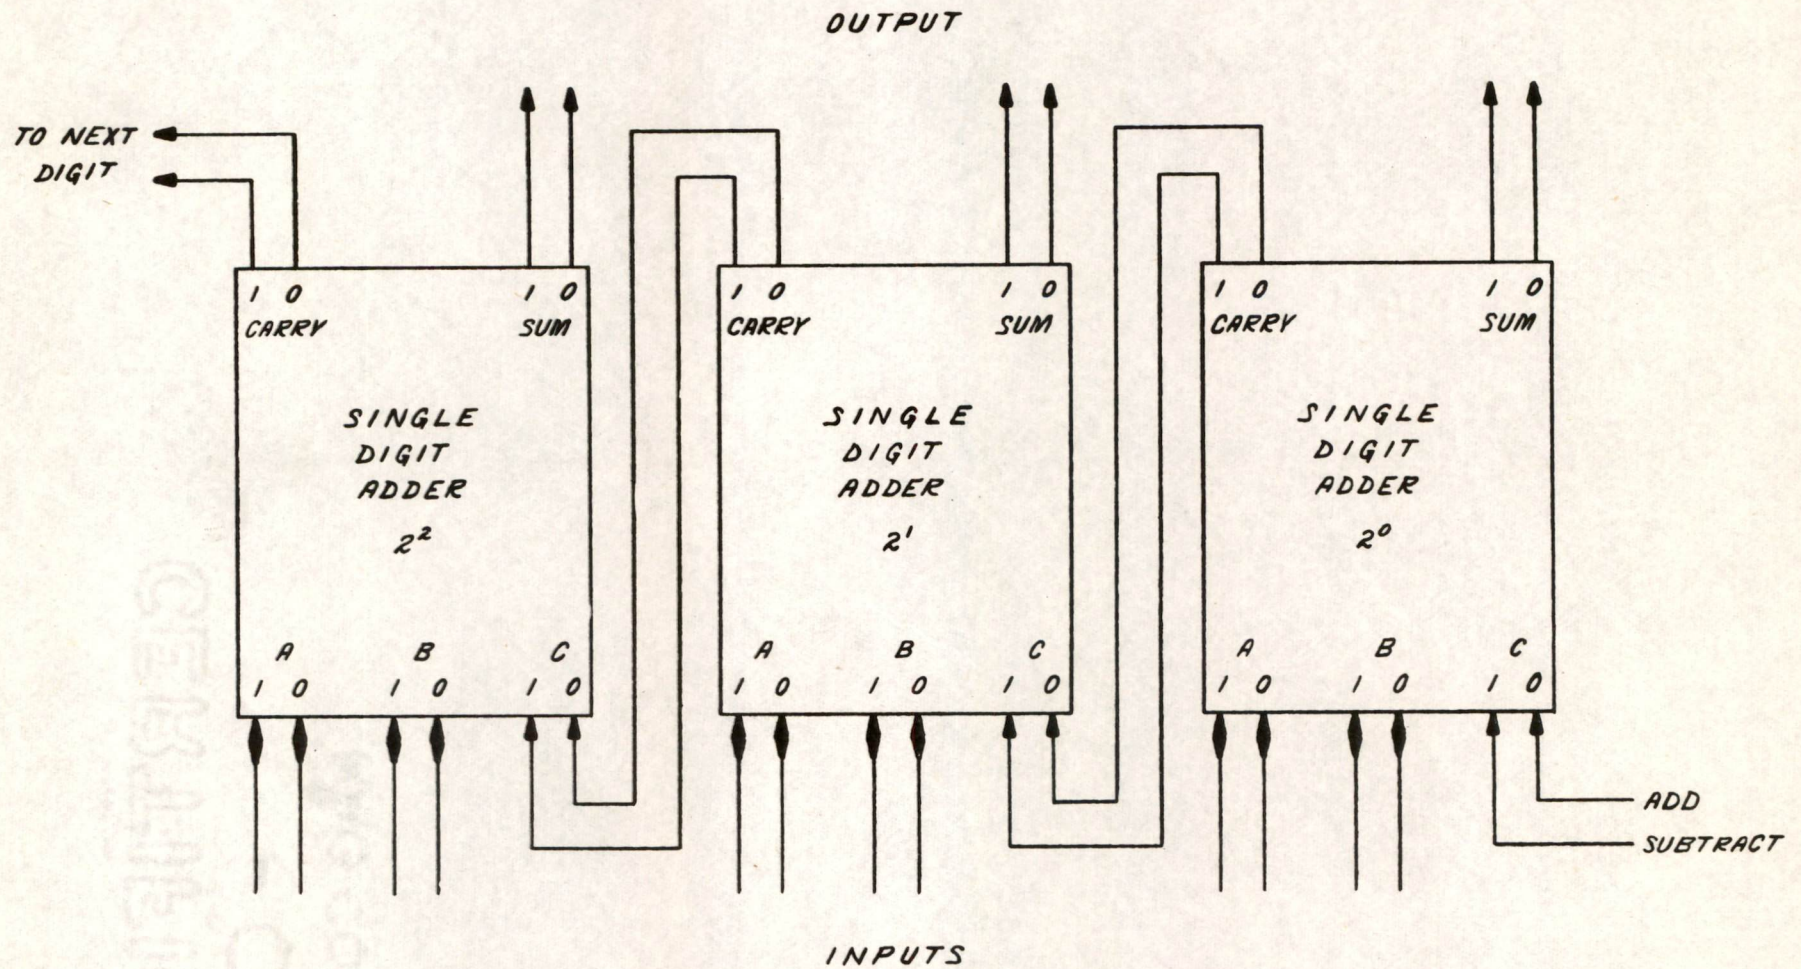 OUTPUT
TO NEXT
DIGIT
1 0 1 0
CARRY SUM
SINGLE
DIGIT
ADDER
2²
A B C
1 0 1 0 1 0
1 0 1 0
CARRY SUM
SINGLE
DIGIT
ADDER
2¹
A B C
1 0 1 0 1 0
1 0 1 0
CARRY SUM
SINGLE
DIGIT
ADDER
2⁰
A B C
1 0 1 0 1 0
ADD
SUBTRACT
INPUTS